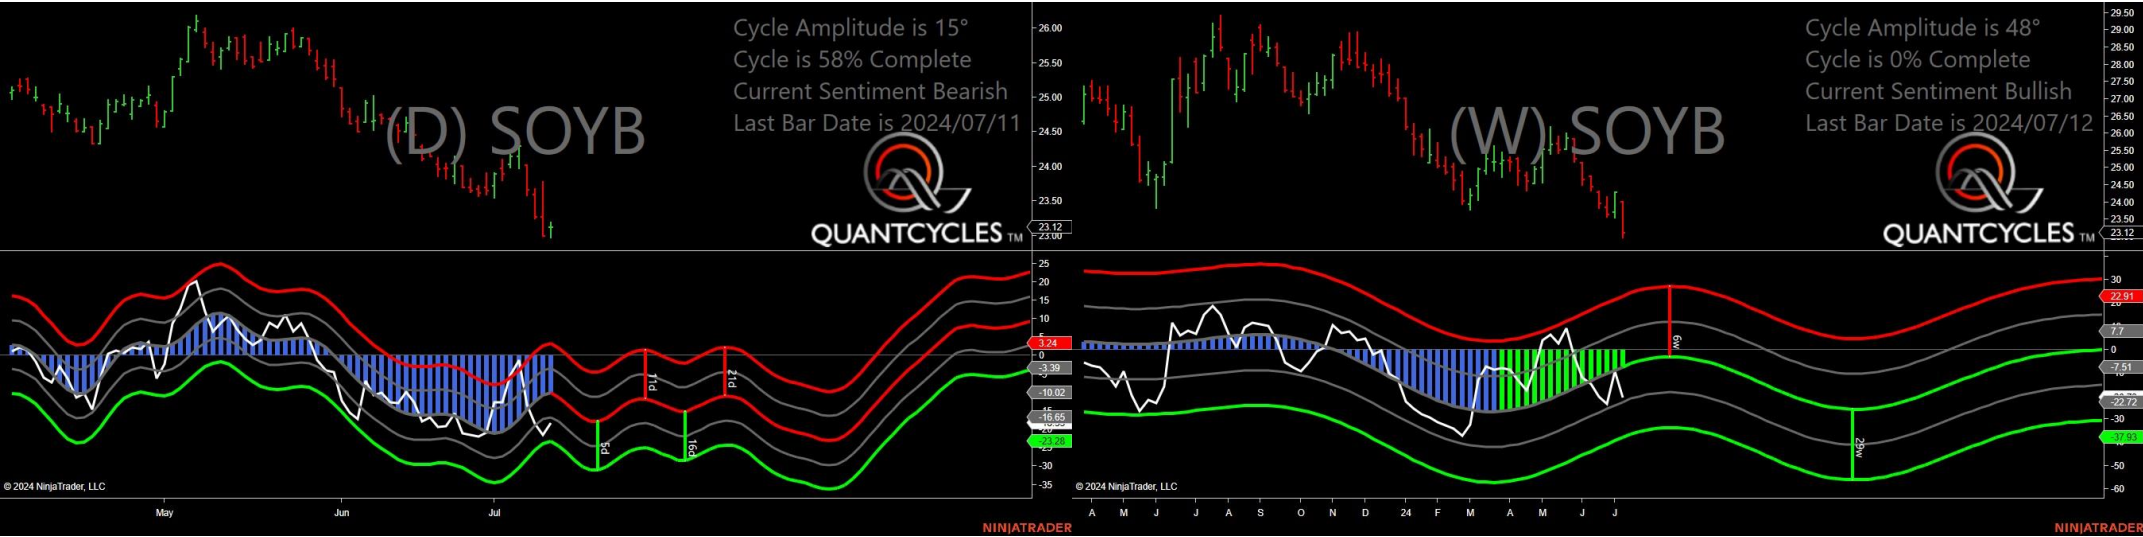 Cycle Amplitude is 15°
Cycle is 58% Complete
Current Sentiment Bearish
Last Bar Date is 2024/07/11
(D) SOYB
QUANTCYCLES TM
26.00
25.50
25.00
24.50
24.00
23.50
23.12
23.00
25
20
15
10
5
3.24
0
-3.39
-10.02
-16.65
-23.28
-30
-35
5d
11d
16d
21d
© 2024 NinjaTrader, LLC
May
Jun
Jul
NINJATRADER
Cycle Amplitude is 48°
Cycle is 0% Complete
Current Sentiment Bullish
Last Bar Date is 2024/07/12
(W) SOYB
QUANTCYCLES TM
29.50
29.00
28.50
28.00
27.50
27.00
26.50
26.00
25.50
25.00
24.50
24.00
23.50
23.12
30
22.91
7.7
0
-7.51
-22.72
-30
-37.93
-50
-60
6w
29w
© 2024 NinjaTrader, LLC
A M J J A S O N D 24 F M A M J J
NINJATRADER